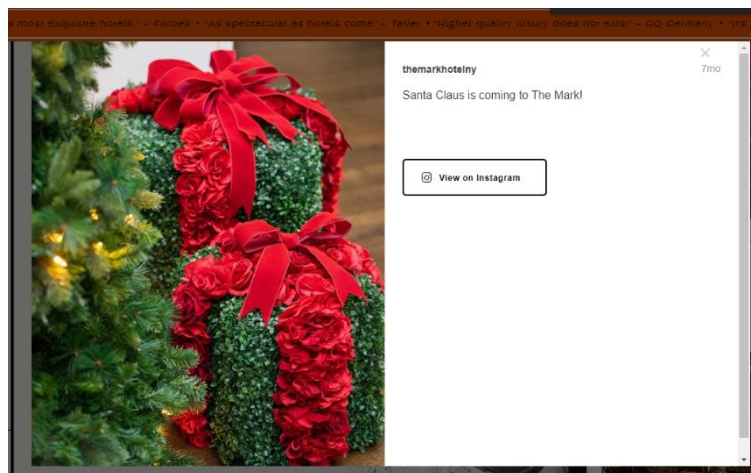 s most exquisite hotels." – Forbes • "As spectacular as hotels come" – Tatler • "Higher quality luxury does not exist" – GQ Germany • "It's
themarkhotelny
7mo
Santa Claus is coming to The Mark!
View on Instagram